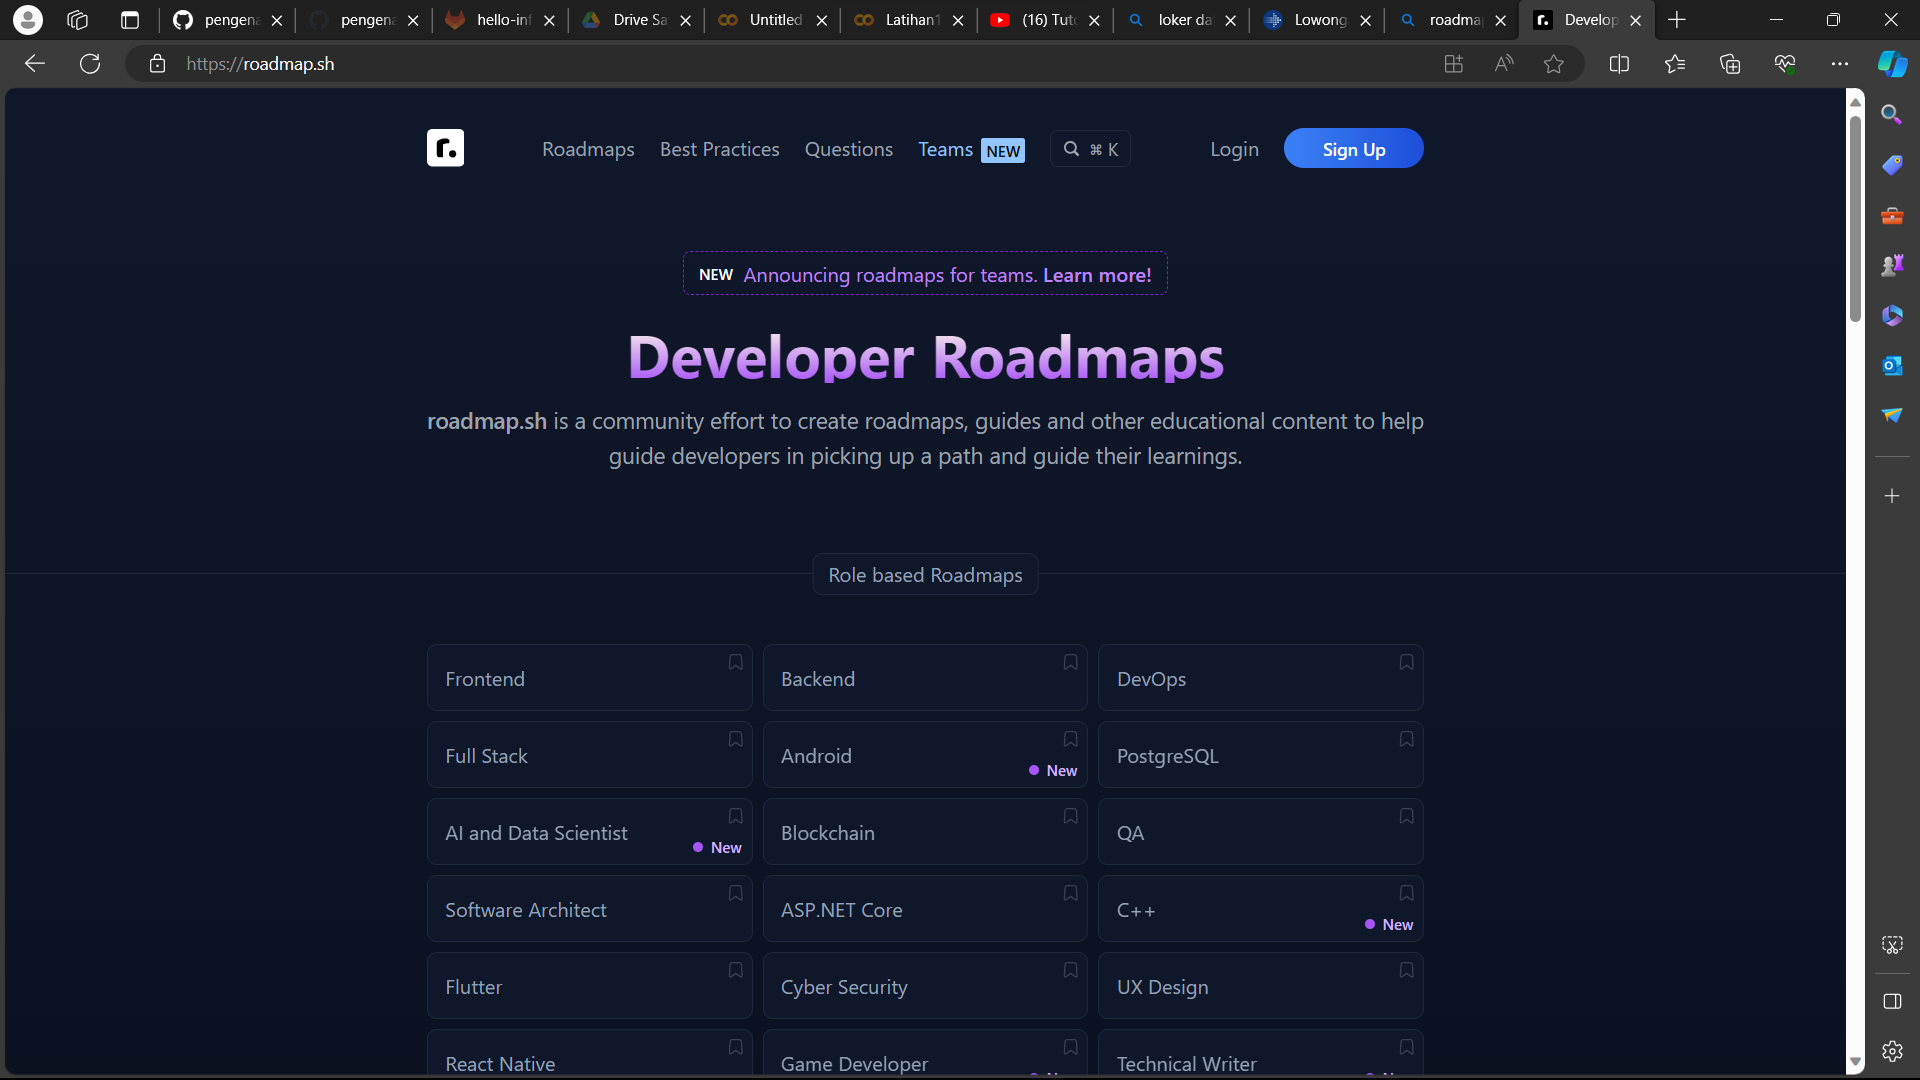 pengena
pengena
hello-inf
Drive Sa
Untitled
Latihan1
(16) Tuto
loker da
Lowong
roadma
r.
Develop
https://roadmap.sh
r.
Roadmaps
Best Practices
Questions
Teams NEW
⌘ K
Login
Sign Up
NEW Announcing roadmaps for teams. Learn more!
Developer Roadmaps
roadmap.sh is a community effort to create roadmaps, guides and other educational content to help
guide developers in picking up a path and guide their learnings.
Role based Roadmaps
Frontend
Backend
DevOps
Full Stack
Android
New
PostgreSQL
AI and Data Scientist
New
Blockchain
QA
Software Architect
ASP.NET Core
C++
New
Flutter
Cyber Security
UX Design
React Native
Game Developer
Technical Writer